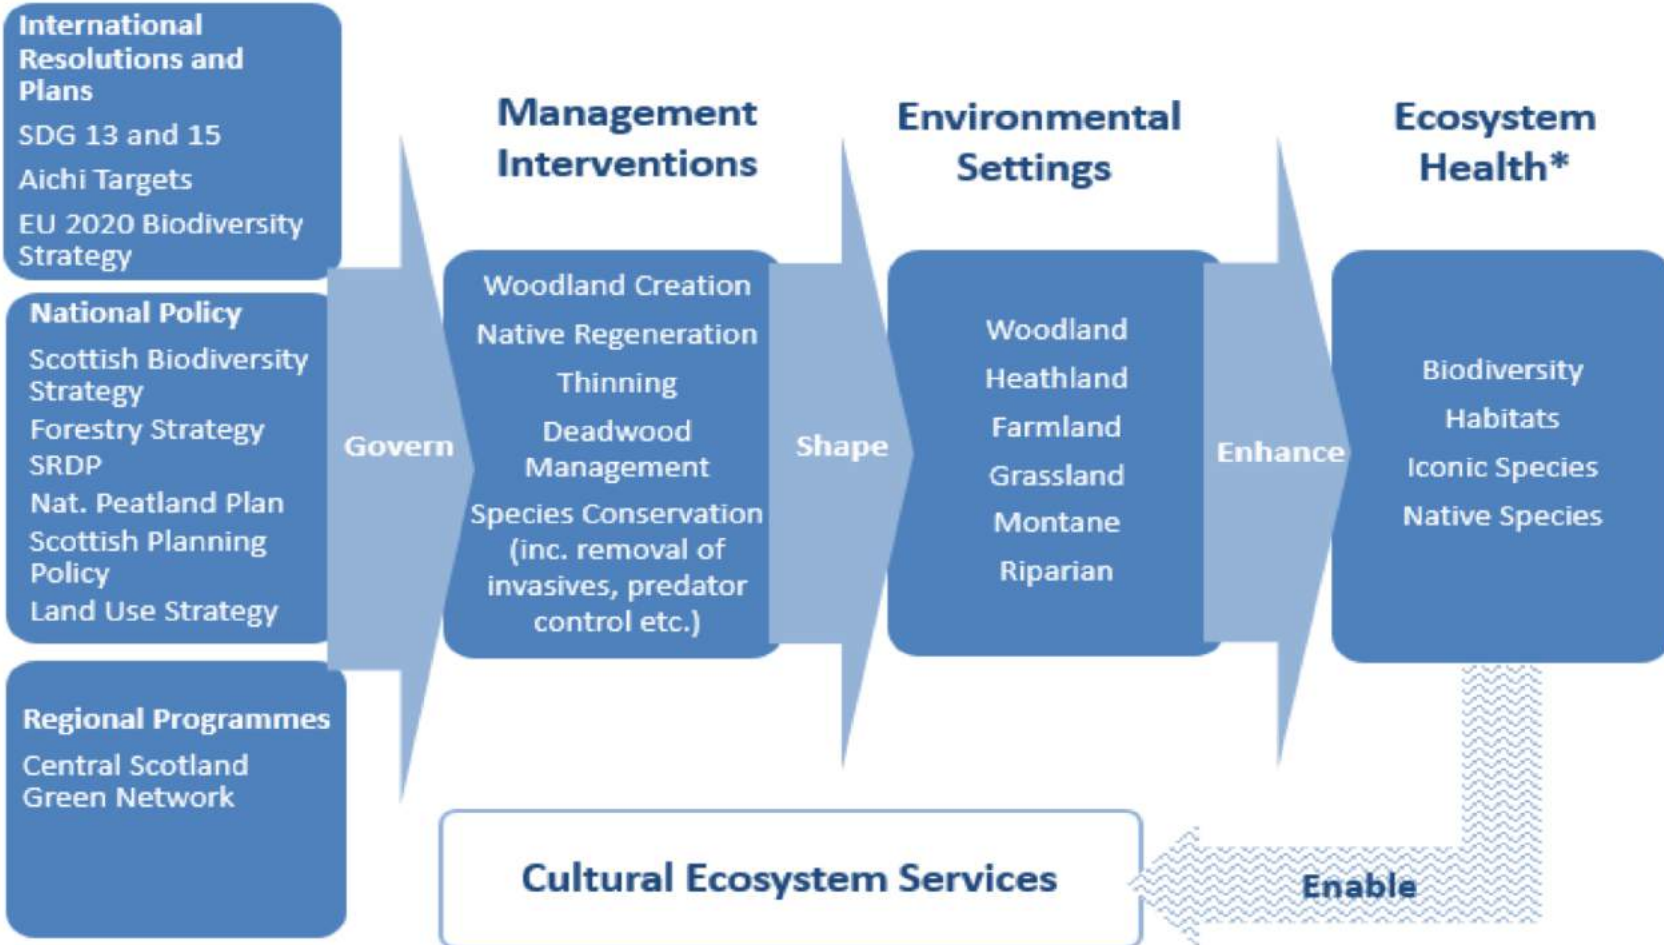 International
Resolutions and
Plans
SDG 13 and 15
Aichi Targets
EU 2020 Biodiversity
Strategy
National Policy
Scottish Biodiversity
Strategy
Forestry Strategy
SRDP
Nat. Peatland Plan
Scottish Planning
Policy
Land Use Strategy
Regional Programmes
Central Scotland
Green Network
Govern
Management
Interventions
Woodland Creation
Native Regeneration
Thinning
Deadwood
Management
Species Conservation
(inc. removal of
invasives, predator
control etc.)
Shape
Environmental
Settings
Woodland
Heathland
Farmland
Grassland
Montane
Riparian
Enhance
Ecosystem
Health*
Biodiversity
Habitats
Iconic Species
Native Species
Enable
Cultural Ecosystem Services